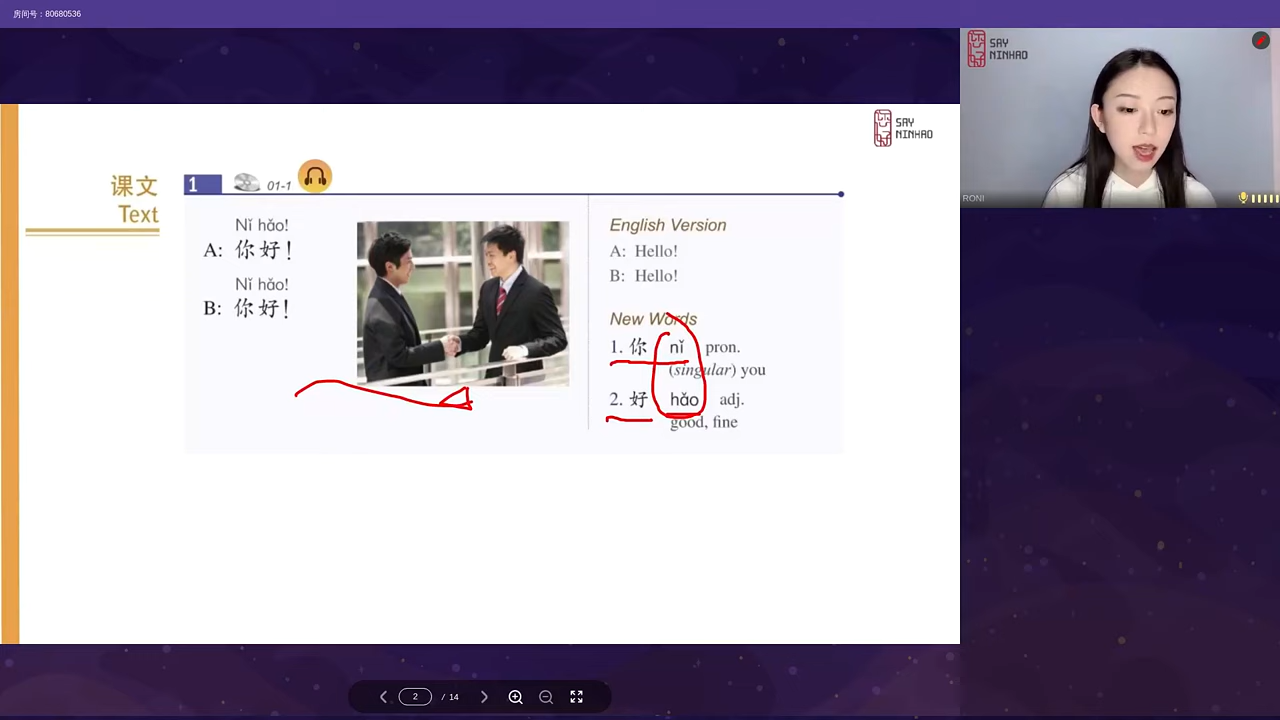 房间号：80680536
SAY
NINHAO
RONI
SAY
NINHAO
课文
Text
1
01-1
Nǐ hǎo!
A: 你好！
Nǐ hǎo!
B: 你好！
English Version
A: Hello!
B: Hello!
New Words
1. 你 nǐ pron.
(singular) you
2. 好 hǎo adj.
good, fine
2 / 14